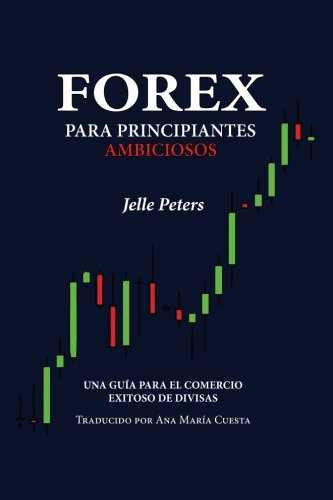 FOREX
PARA PRINCIPIANTES
AMBICIOSOS
Jelle Peters
UNA GUÍA PARA EL COMERCIO
EXITOSO DE DIVISAS
TRADUCIDO POR ANA MARÍA CUESTA